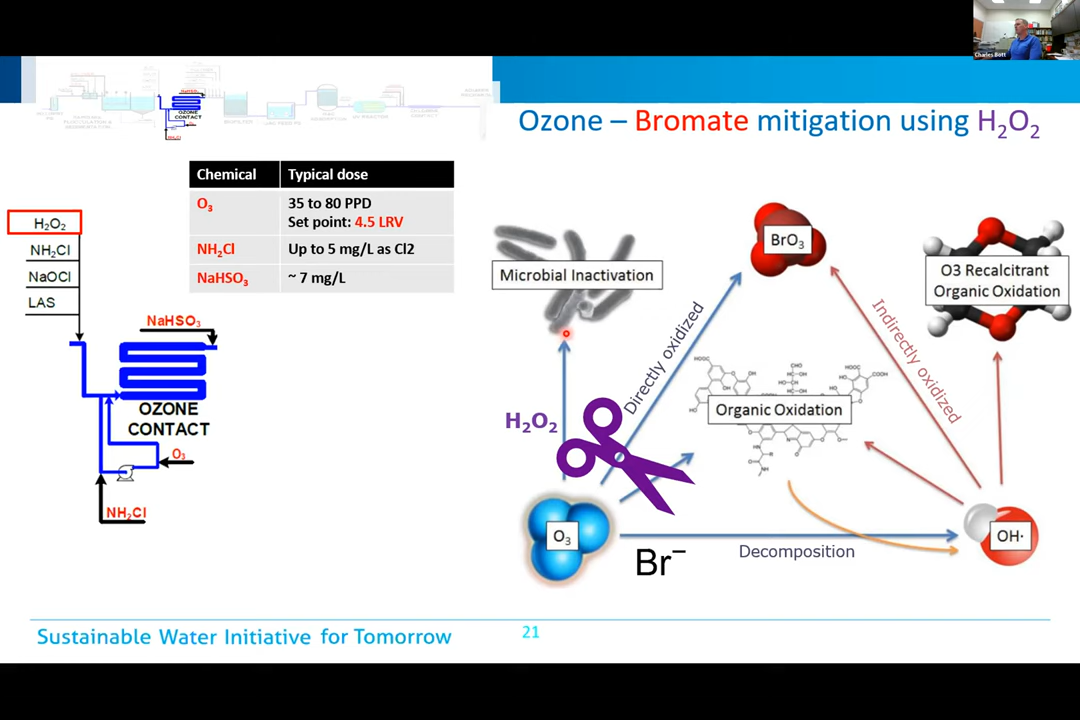 Charles Bott
OZONE
CONTACT
Ozone – Bromate mitigation using H₂O₂
Chemical Typical dose
O₃ 35 to 80 PPD
Set point: 4.5 LRV
NH₂Cl Up to 5 mg/L as Cl2
NaHSO₃ ~ 7 mg/L
H₂O₂
NH₂Cl
NaOCl
LAS
NaHSO₃
OZONE
CONTACT
O₃
NH₂Cl
Microbial Inactivation
BrO₃
O3 Recalcitrant
Organic Oxidation
Directly oxidized
Indirectly oxidized
Organic Oxidation
H₂O₂
O₃
Br⁻
Decomposition
OH·
Sustainable Water Initiative for Tomorrow
21